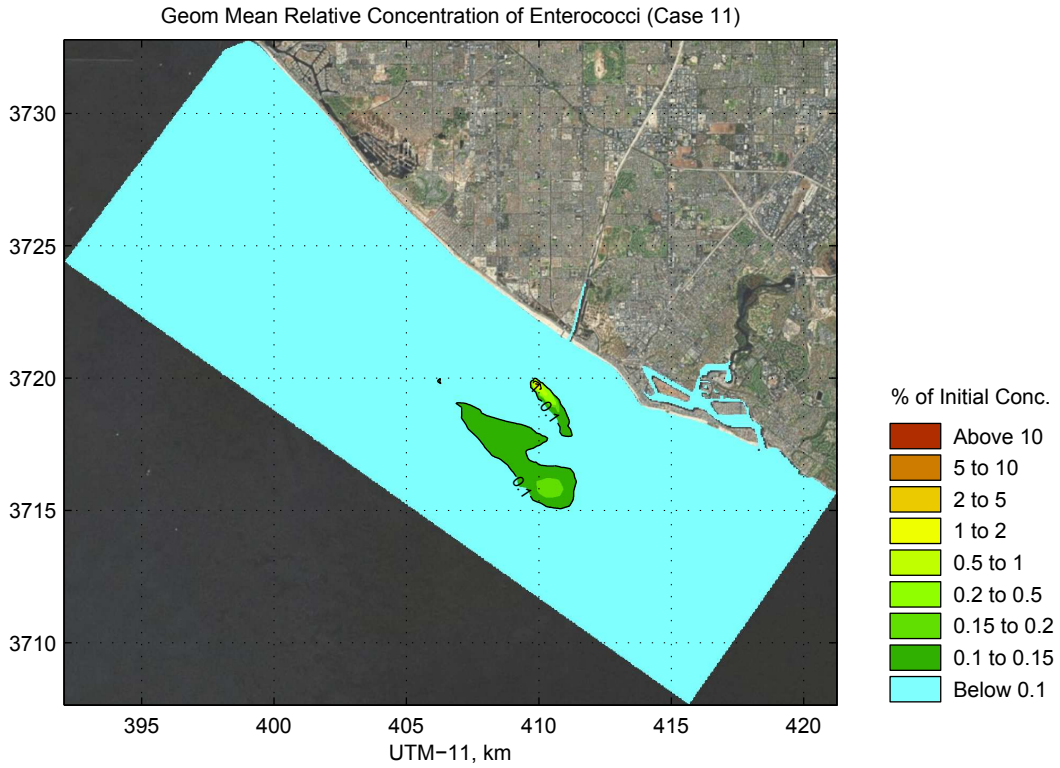 Geom Mean Relative Concentration of Enterococci (Case 11)
3730
3725
3720
3715
3710
0.1
0.1
395
400
405
410
415
420
UTM−11, km
% of Initial Conc.
Above 10
5 to 10
2 to 5
1 to 2
0.5 to 1
0.2 to 0.5
0.15 to 0.2
0.1 to 0.15
Below 0.1